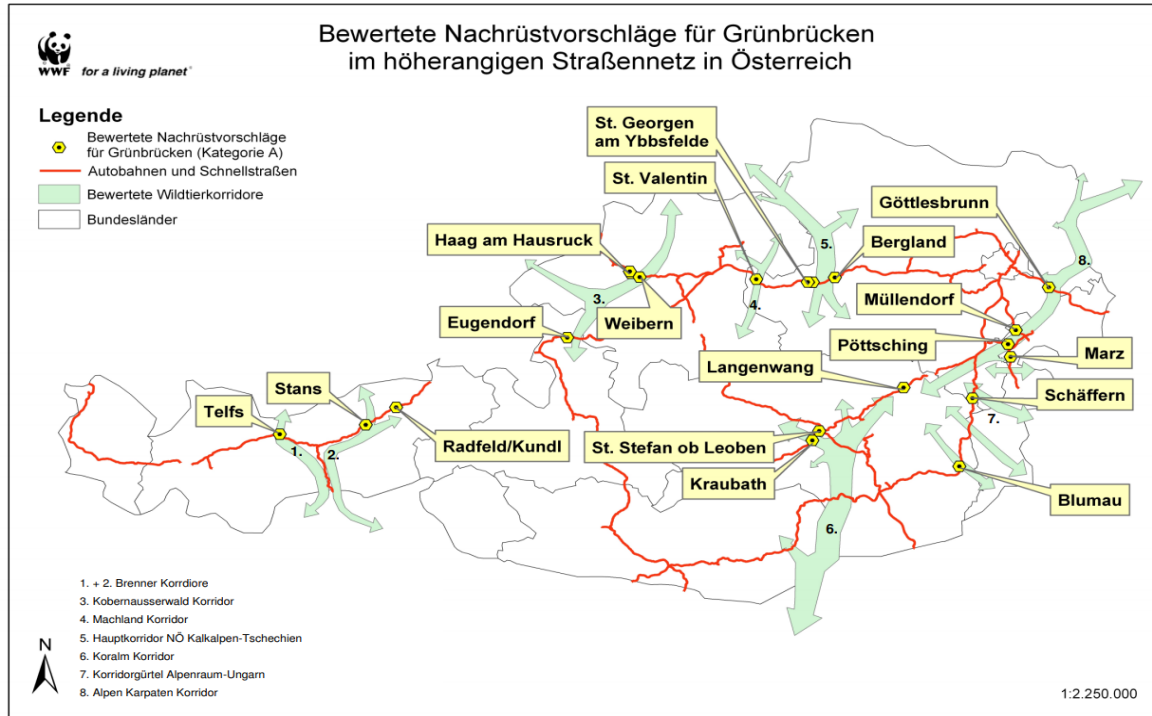 Bewertete Nachrüstvorschläge für Grünbrücken
im höherangigen Straßennetz in Österreich
WWF for a living planet®
Legende
Bewertete Nachrüstvorschläge
für Grünbrücken (Kategorie A)
Autobahnen und Schnellstraßen
Bewertete Wildtierkorridore
Bundesländer
St. Georgen
am Ybbsfelde
St. Valentin
Göttlesbrunn
Haag am Hausruck
5.
Bergland
8.
3.
4.
Müllendorf
Eugendorf
Weibern
Pöttsching
Marz
Langenwang
Stans
Schäffern
Telfs
7.
Radfeld/Kundl
St. Stefan ob Leoben
1.
2.
Kraubath
Blumau
6.
1. + 2. Brenner Korrdiore
3. Kobernausserwald Korridor
4. Machland Korridor
5. Hauptkorridor NÖ Kalkalpen-Tschechien
6. Koralm Korridor
7. Korridorgürtel Alpenraum-Ungarn
8. Alpen Karpaten Korridor
N
1:2.250.000